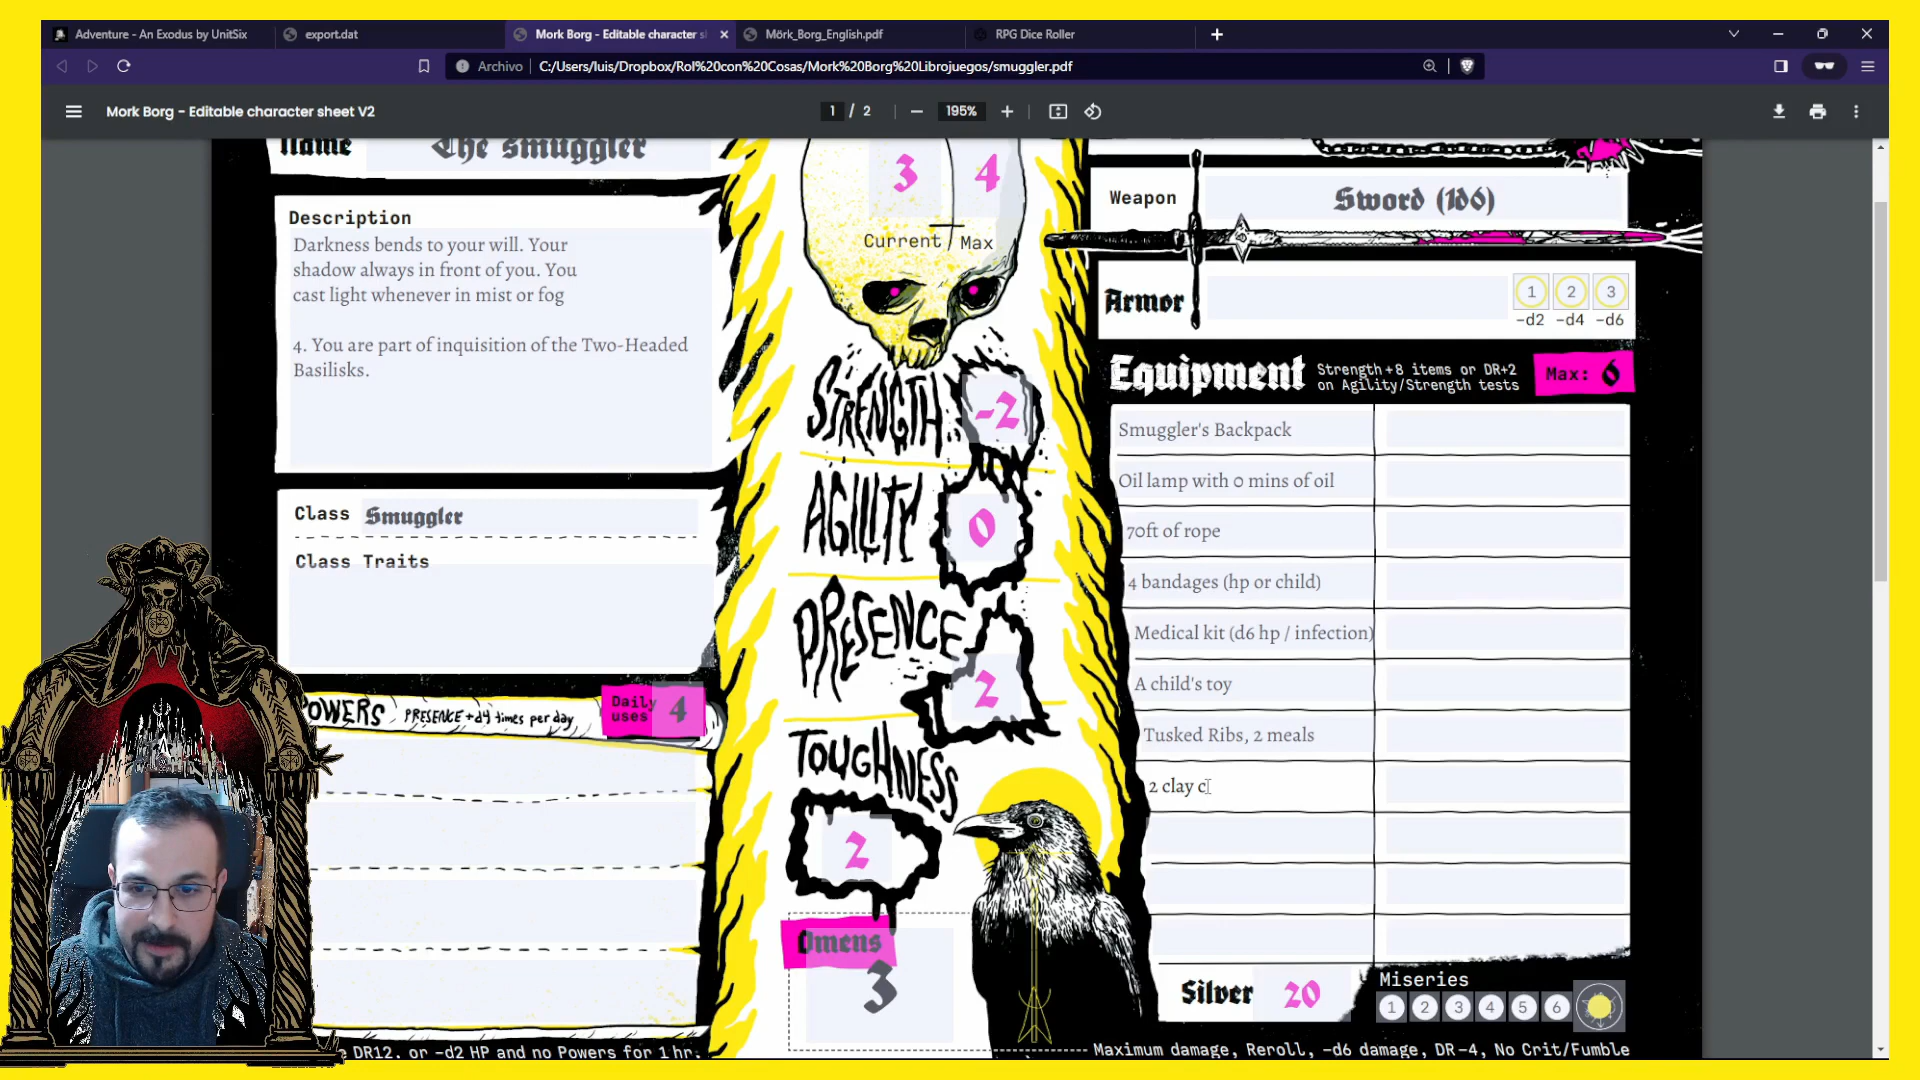 Adventure - An Exodus by UnitSix
export.dat
Mork Borg - Editable character s
Mörk_Borg_English.pdf
RPG Dice Roller
Archivo
C:/Users/luis/Dropbox/Rol%20con%20Cosas/Mork%20Borg%20Librojuegos/smuggler.pdf
Mork Borg - Editable character sheet V2
1 / 2
195%
Name
The smuggler
3
4
Current / Max
Weapon
Sword (1d6)
Description
Darkness bends to your will. Your
shadow always in front of you. You
cast light whenever in mist or fog
4. You are part of inquisition of the Two-Headed
Basilisks.
Armor
1 2 3
-d2 -d4 -d6
Equipment
Strength+8 items or DR+2
on Agility/Strength tests
Max: 6
Smuggler's Backpack
Oil lamp with 0 mins of oil
70ft of rope
4 bandages (hp or child)
Medical kit (d6 hp / infection)
A child's toy
Tusked Ribs, 2 meals
2 clay c
Class
Smuggler
Class Traits
POWERS
PRESENCE+d4 times per day
Daily
uses
4
STRENGTH
-2
AGILITY
0
PRESENCE
2
TOUGHNESS
2
Omens
3
Silver
20
Miseries
1 2 3 4 5 6
DR12, or -d2 HP and no Powers for 1 hr.
Maximum damage, Reroll, -d6 damage, DR-4, No Crit/Fumble